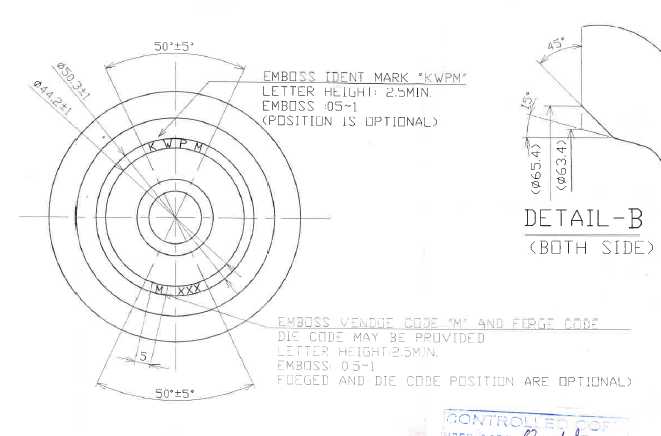 50°±5°
45°
Ø50.3±1
Ø44.2±1
EMBOSS IDENT MARK "KWPM"
LETTER HEIGHT: 2.5MIN.
EMBOSS :05~1
(POSITION IS OPTIONAL)
15°
KWPM
(Ø65.4)
(Ø63.4)
DETAIL-B
(BOTH SIDE)
M XXX
EMBOSS VENDOE CODE "M" AND FORGE CODE
DIE CODE MAY BE PROVIDED
LETTER HEIGHT:2.5MIN.
EMBOSS: 0.5~1
FOEGED AND DIE CODE POSITION ARE OPTIONAL)
5
50°±5°
CONTROLLED COP